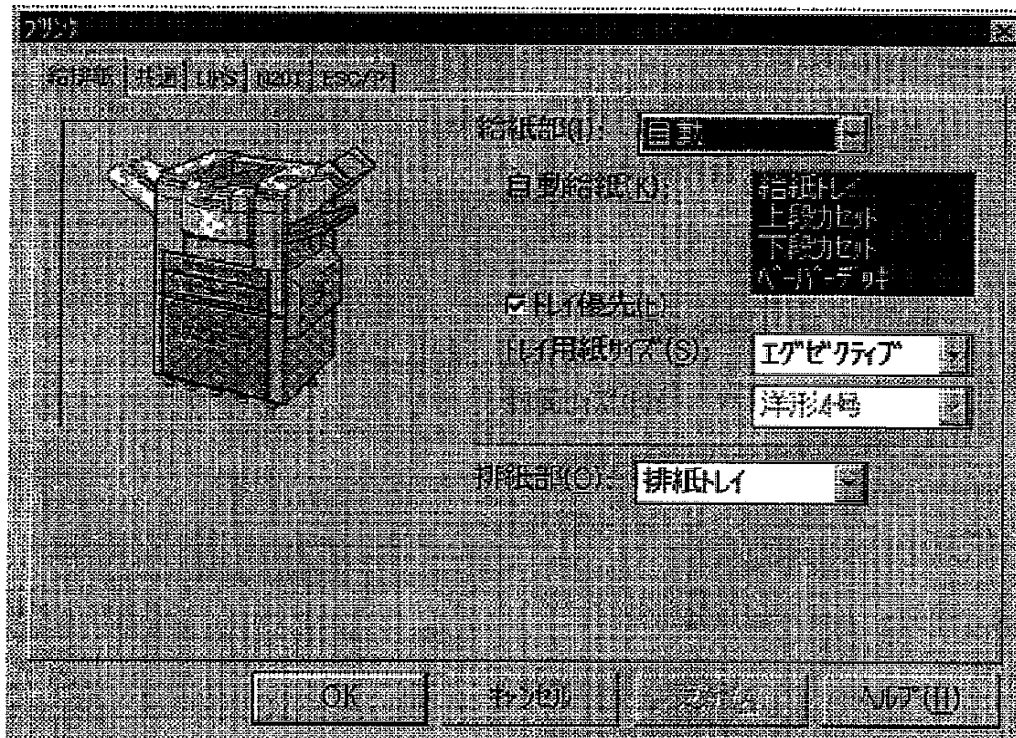 プリンタ
給排紙 共通 LIPS N201 ESC/P
給紙部(I): 自動
自動給紙(K): 給紙トレイ
上段カセット
下段カセット
ペーパーデッキ
トレイ優先(E)
トレイ用紙サイズ(S): エグゼクティブ
洋形4号
排紙部(O): 排紙トレイ
OK キャンセル ヘルプ(H)